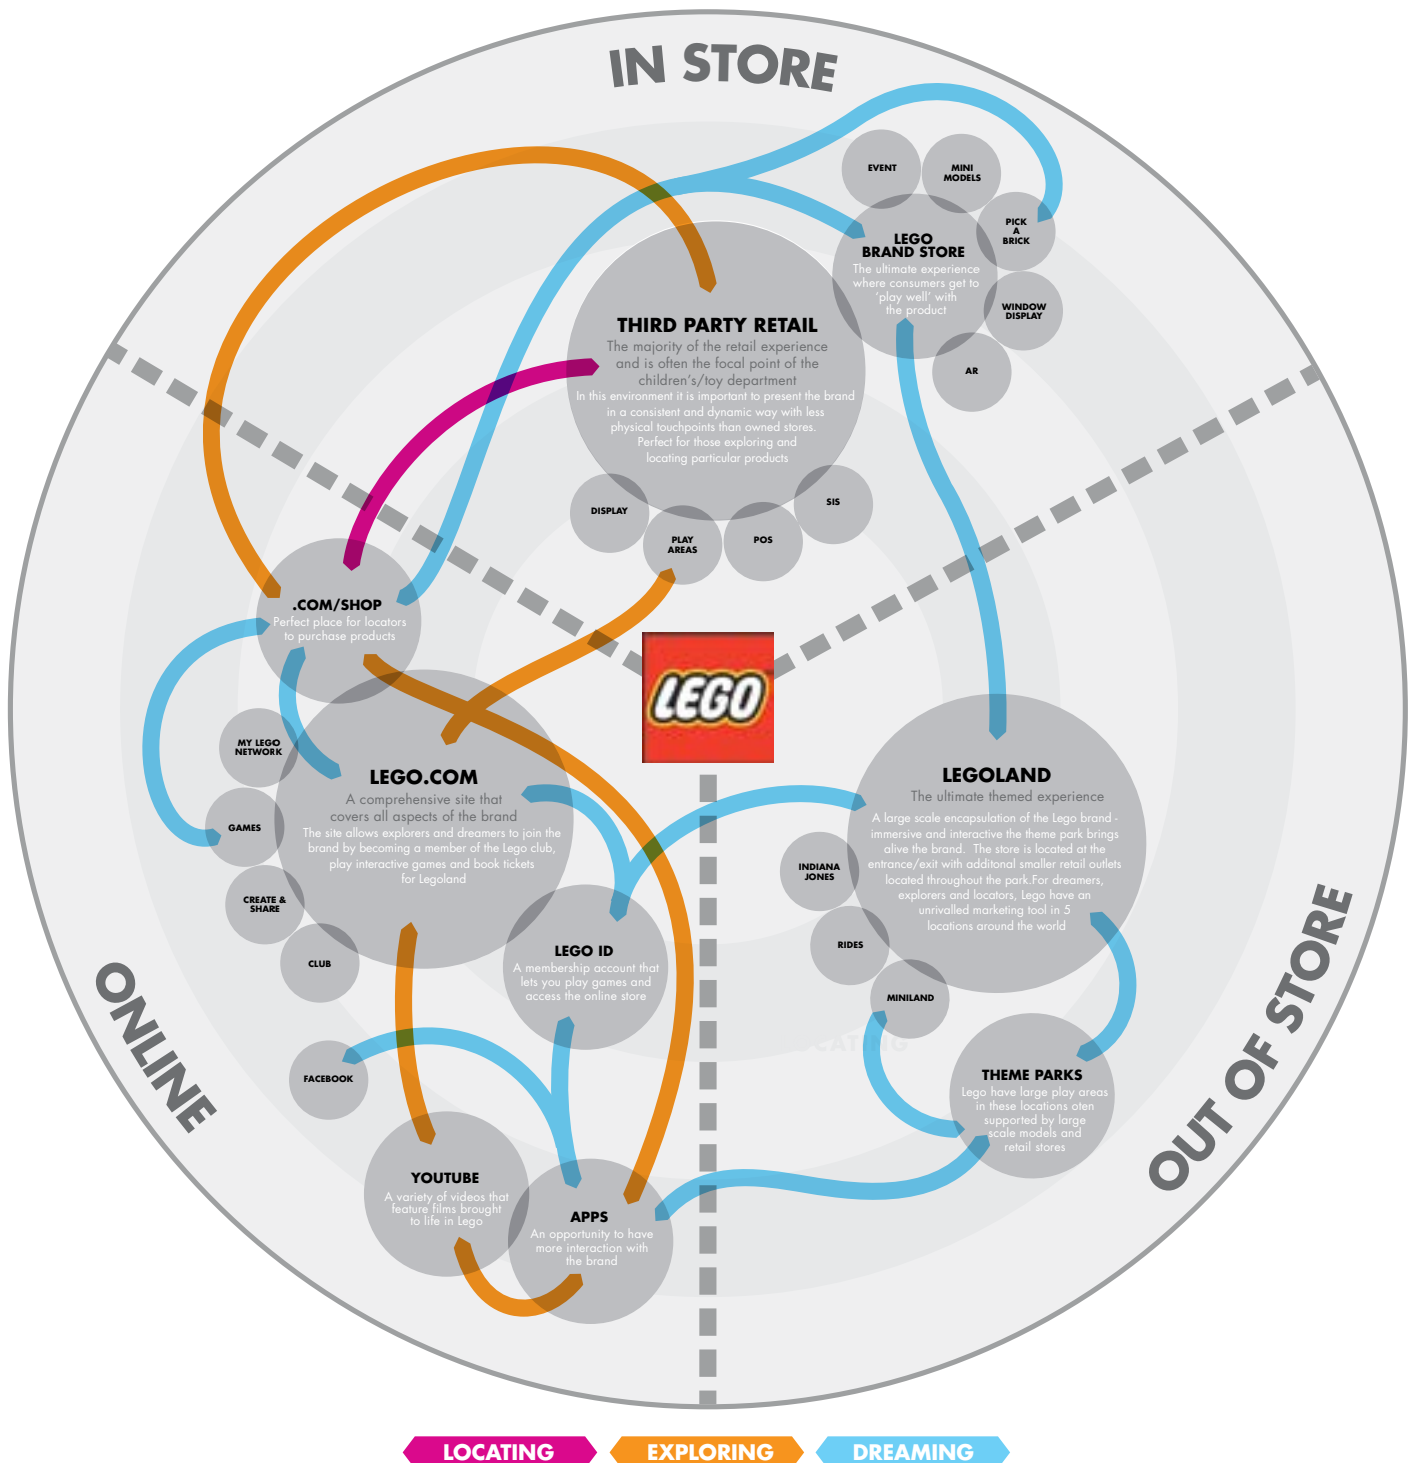 IN STORE
EVENT
MINI
MODELS
PICK
A
BRICK
LEGO
BRAND STORE
The ultimate experience
where consumers get to
'play well' with
the product
WINDOW
DISPLAY
AR
THIRD PARTY RETAIL
The majority of the retail experience
and is often the focal point of the
children's/toy department
In this environment it is important to present the brand
in a consistent and dynamic way with less
physical touchpoints than owned stores.
Perfect for those exploring and
locating particular products
DISPLAY
PLAY
AREAS
POS
SIS
.COM/SHOP
Perfect place for locators
to purchase products
LEGO
MY LEGO
NETWORK
GAMES
CREATE &
SHARE
CLUB
LEGO.COM
A comprehensive site that
covers all aspects of the brand
The site allows explorers and dreamers to join the
brand by becoming a member of the Lego club,
play interactive games and book tickets
for Legoland
LEGO ID
A membership account that
lets you play games and
access the online store
FACEBOOK
YOUTUBE
A variety of videos that
feature films brought
to life in Lego
APPS
An opportunity to have
more interaction with
the brand
ONLINE
LEGOLAND
The ultimate themed experience
A large scale encapsulation of the Lego brand -
immersive and interactive the theme park brings
alive the brand. The store is located at the
entrance/exit with additonal smaller retail outlets
located throughout the park.For dreamers,
explorers and locators, Lego have an
unrivalled marketing tool in 5
locations around the world
INDIANA
JONES
RIDES
MINILAND
THEME PARKS
Lego have large play areas
in these locations oten
supported by large
scale models and
retail stores
OUT OF STORE
LOCATING
EXPLORING
DREAMING